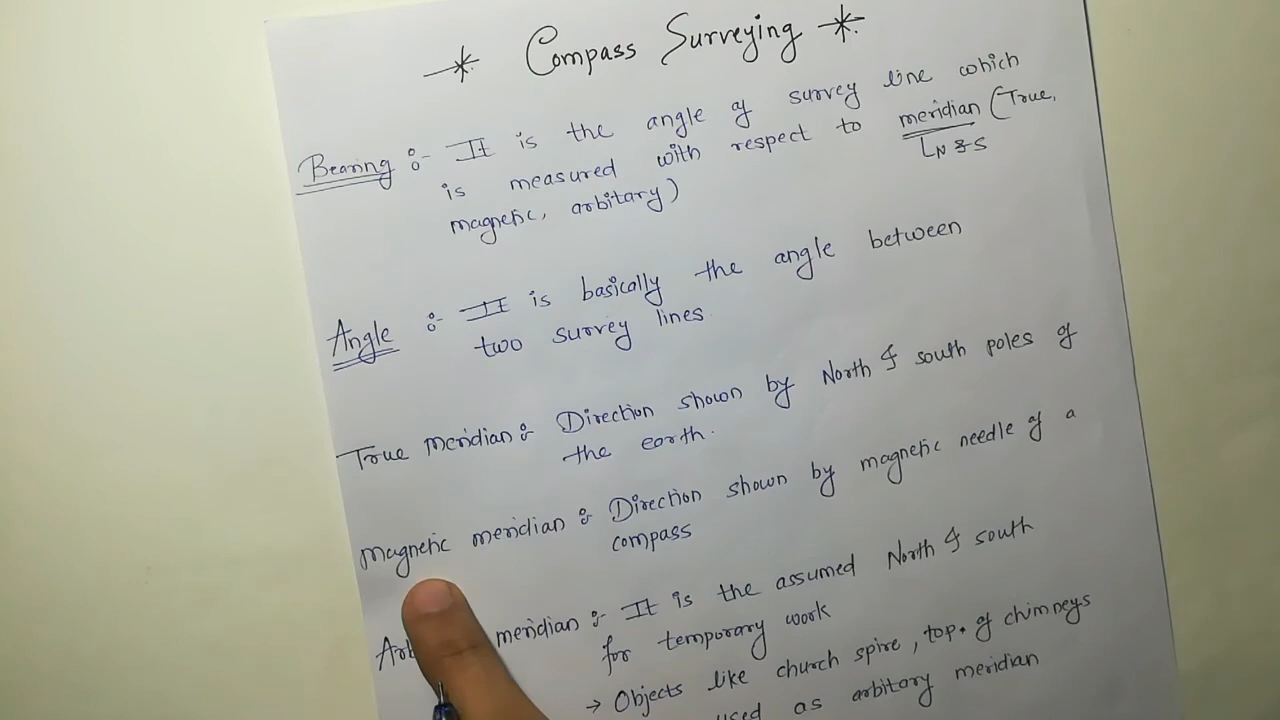 * Compass Surveying *
Bearing :- It is the angle of survey line which
is measured with respect to meridian (True,
N & S
magnetic, arbitary)
Angle :- It is basically the angle between
two survey lines
True meridian :- Direction shown by North & south poles of
the earth.
Magnetic meridian :- Direction shown by magnetic needle of a
compass
meridian :- It is the assumed North & south
for temporary work
→ Objects like church spire, top. of chimneys
used as arbitary meridian